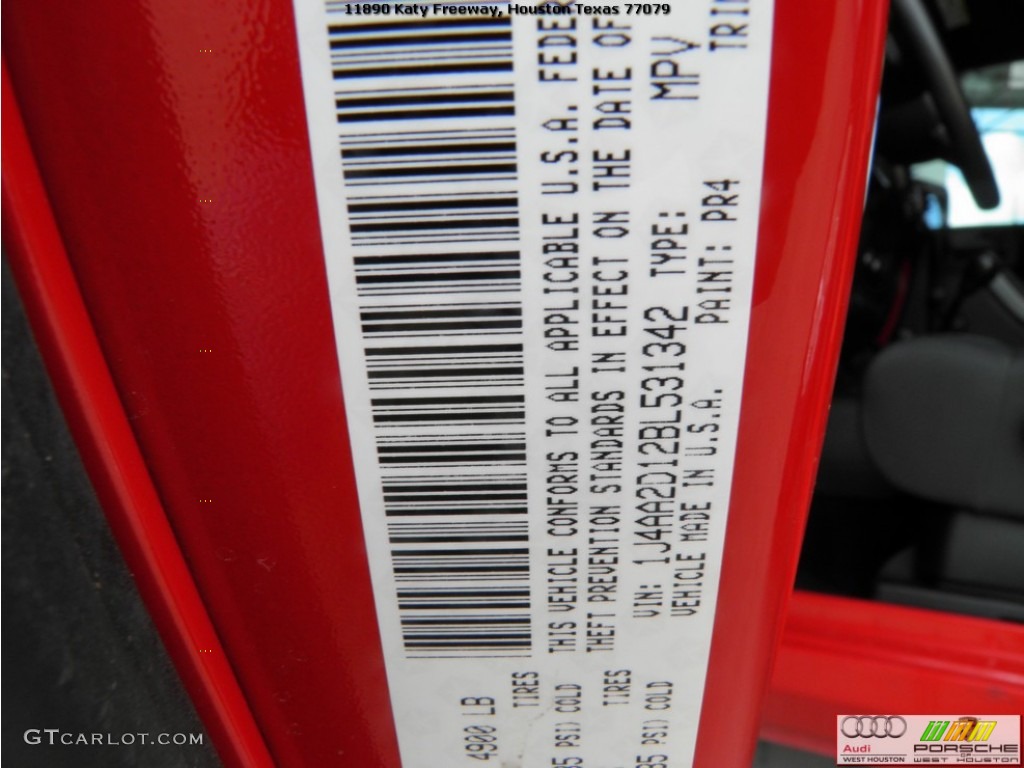 11890 Katy Freeway, Houston Texas 77079
4900 LB
TIRES
PSI) COLD
TIRES
PSI) COLD
THIS VEHICLE CONFORMS TO ALL APPLICABLE U.S.A.
THEFT PREVENTION STANDARDS IN EFFECT ON THE DATE OF
VIN: 1J4AA2D12BL531342 TYPE: MPV
VEHICLE MADE IN U.S.A. PAINT: PR4
GTCARLOT.COM
Audi
WEST HOUSTON
PORSCHE
OF
WEST HOUSTON